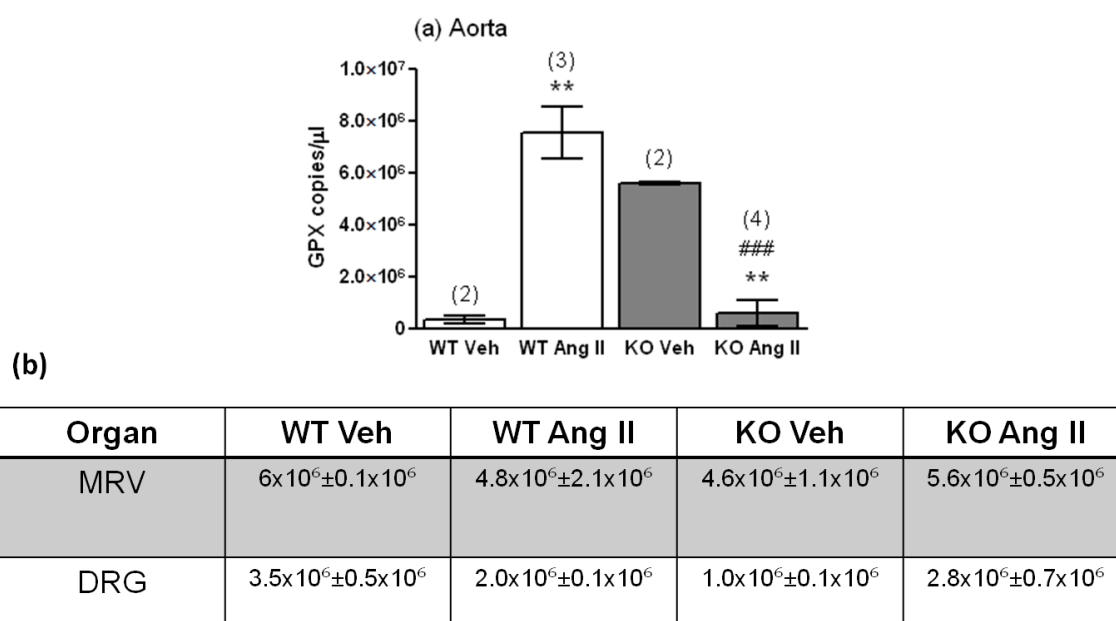 (a) Aorta
GPX copies/µl
1.0×10⁷
8.0×10⁶
6.0×10⁶
4.0×10⁶
2.0×10⁶
0
(2)
(3)
**
(2)
(4)
###
**
WT Veh WT Ang II KO Veh KO Ang II
(b)
Organ WT Veh WT Ang II KO Veh KO Ang II
MRV 6x10⁶±0.1x10⁶ 4.8x10⁶±2.1x10⁶ 4.6x10⁶±1.1x10⁶ 5.6x10⁶±0.5x10⁶
DRG 3.5x10⁶±0.5x10⁶ 2.0x10⁶±0.1x10⁶ 1.0x10⁶±0.1x10⁶ 2.8x10⁶±0.7x10⁶